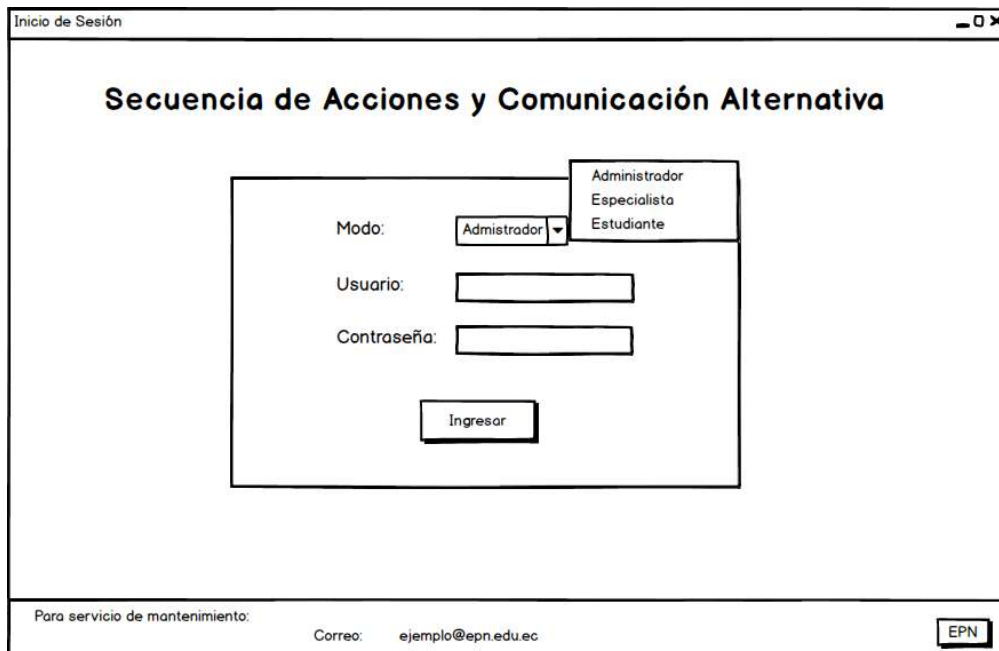 Inicio de Sesión
Secuencia de Acciones y Comunicación Alternativa
Administrador
Especialista
Estudiante
Modo: Admistrador
Usuario:
Contraseña:
Ingresar
Para servicio de mantenimiento:
Correo: ejemplo@epn.edu.ec
EPN